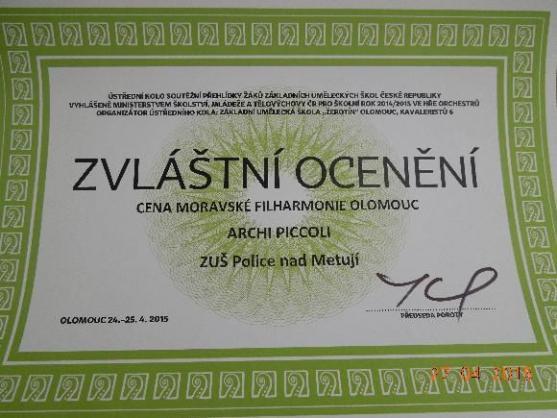 ÚSTŘEDNÍ KOLO SOUTĚŽNÍ PŘEHLÍDKY ŽÁKŮ ZÁKLADNÍCH UMĚLECKÝCH ŠKOL ČESKÉ REPUBLIKY
VYHLÁŠENÉ MINISTERSTVEM ŠKOLSTVÍ, MLÁDEŽE A TĚLOVÝCHOVY ČR PRO ŠKOLNÍ ROK 2014/2015 VE HŘE ORCHESTRŮ
ORGANIZÁTOR ÚSTŘEDNÍHO KOLA: ZÁKLADNÍ UMĚLECKÁ ŠKOLA „ŽEROTÍN“ OLOMOUC, KAVALERISTŮ 6
ZVLÁŠTNÍ OCENĚNÍ
CENA MORAVSKÉ FILHARMONIE OLOMOUC
ARCHI PICCOLI
ZUŠ Police nad Metují
OLOMOUC 24.–25. 4. 2015
PŘEDSEDA POROTY